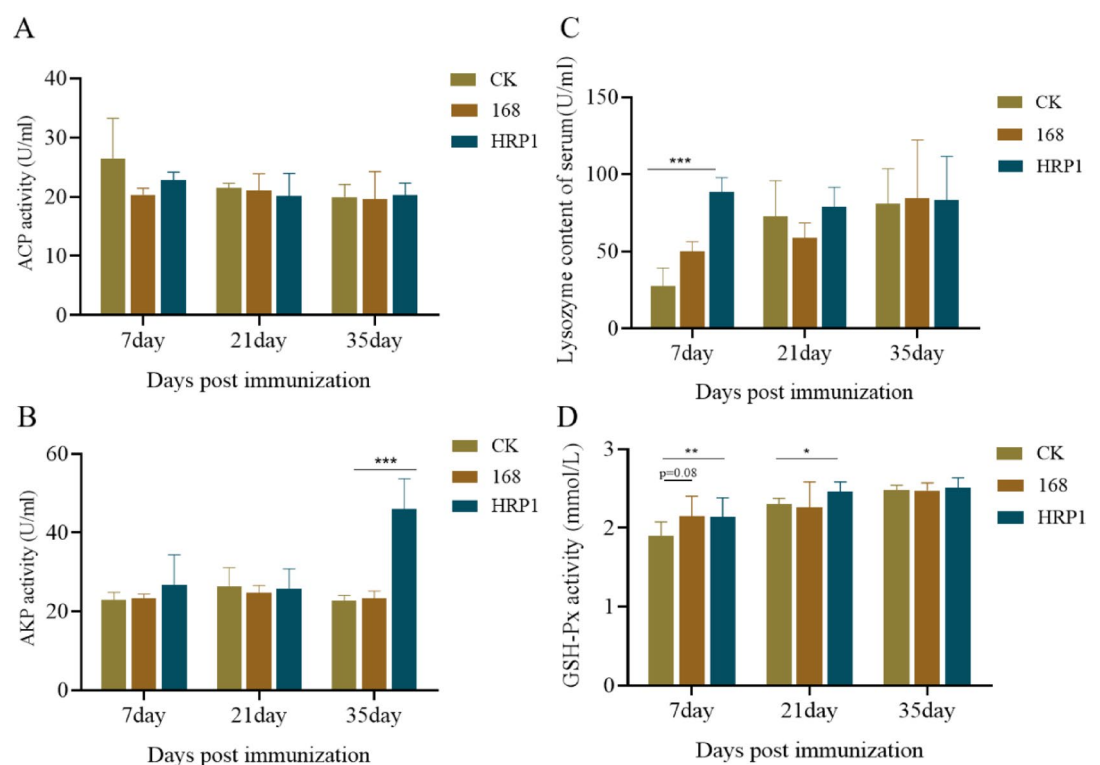 A
ACP activity (U/ml)
40
30
20
10
0
7day 21day 35day
Days post immunization
CK
168
HRP1
C
Lysozyme content of serum(U/ml)
150
100
50
0
***
7day 21day 35day
Days post immunization
CK
168
HRP1
B
AKP activity (U/ml)
60
40
20
0
***
7day 21day 35day
Days post immunization
CK
168
HRP1
D
GSH-Px activity (mmol/L)
3
2
1
0
**
p=0.08
*
7day 21day 35day
Days post immunization
CK
168
HRP1